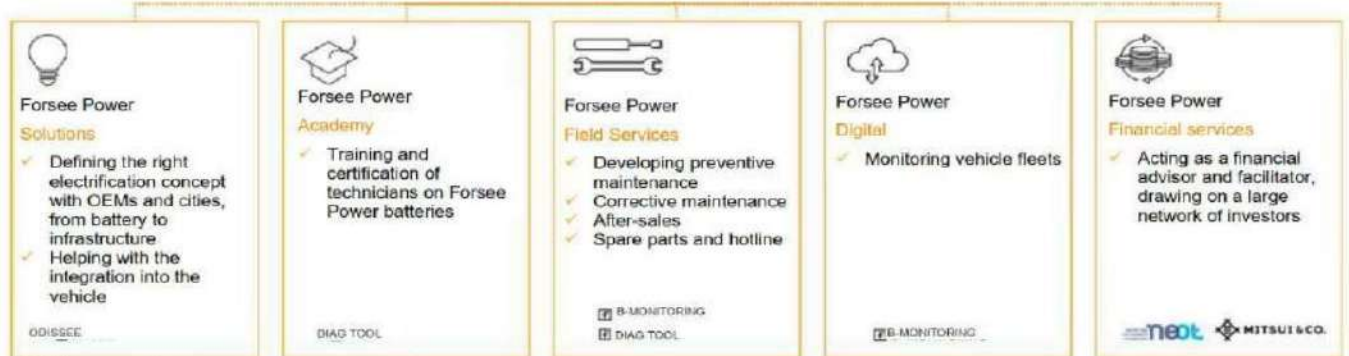 Forsee Power
Solutions
Defining the right
electrification concept
with OEMs and cities,
from battery to
infrastructure
Helping with the
integration into the
vehicle
ODISSEE
Forsee Power
Academy
Training and
certification of
technicians on Forsee
Power batteries
DIAG TOOL
Forsee Power
Field Services
Developing preventive
maintenance
Corrective maintenance
After-sales
Spare parts and hotline
B-MONITORING
DIAG TOOL
Forsee Power
Digital
Monitoring vehicle fleets
B-MONITORING
Forsee Power
Financial services
Acting as a financial
advisor and facilitator,
drawing on a large
network of investors
neot
MITSUI & CO.